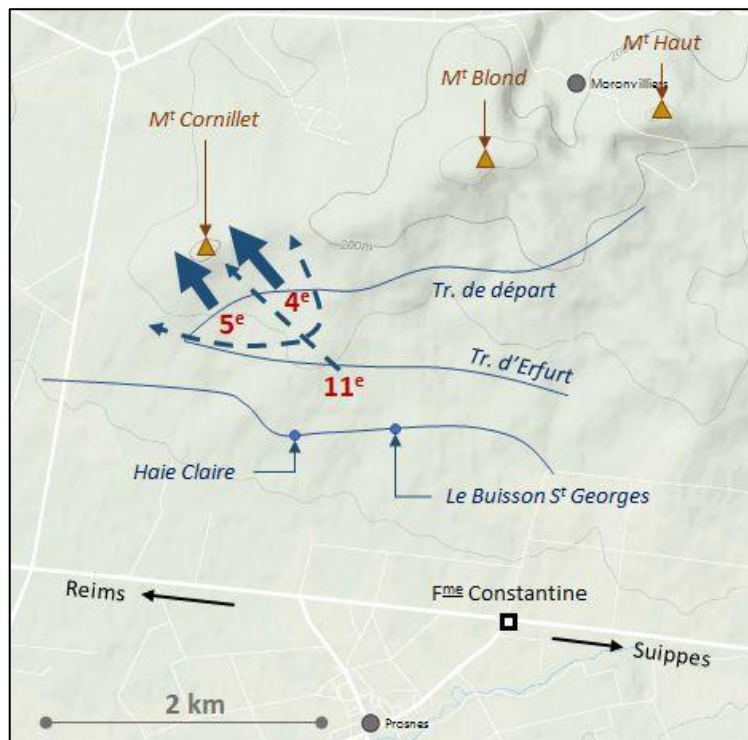 Mᵗ Haut
Mᵗ Blond
Moronvilliers
Mᵗ Cornillet
200m
4ᵉ
5ᵉ
Tr. de départ
Tr. d'Erfurt
11ᵉ
Haie Claire
Le Buisson Sᵗ Georges
Reims
Fᵐᵉ Constantine
Suippes
2 km
Prosnes